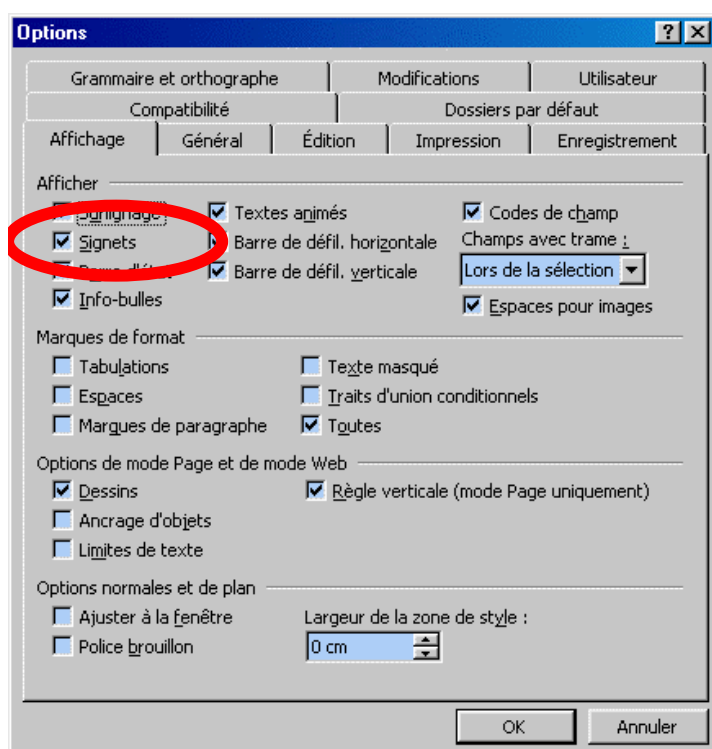 Options
Grammaire et orthographe Modifications Utilisateur
Compatibilité Dossiers par défaut
Affichage Général Édition Impression Enregistrement
Afficher
Surlignage Textes animés Codes de champ
Signets Barre de défil. horizontale Champs avec trame :
Barre d'état Barre de défil. verticale Lors de la sélection
Info-bulles Espaces pour images
Marques de format
Tabulations Texte masqué
Espaces Traits d'union conditionnels
Marques de paragraphe Toutes
Options de mode Page et de mode Web
Dessins Règle verticale (mode Page uniquement)
Ancrage d'objets
Limites de texte
Options normales et de plan
Ajuster à la fenêtre Largeur de la zone de style :
Police brouillon 0 cm
OK Annuler